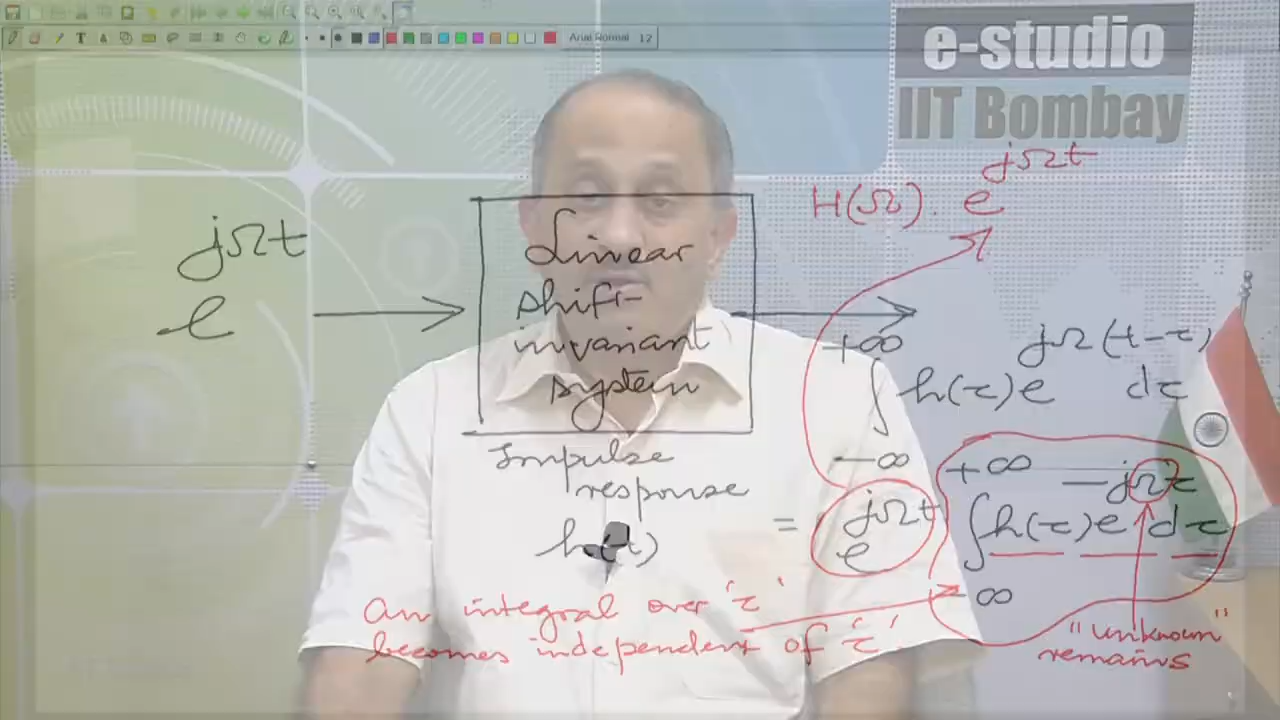 Arial Normal 12
e-studio
IIT Bombay
e^{jΩt}
Linear
shift-
invariant
system
Impulse
response
h(t)
H(Ω). e^{jΩt}
∫_{-∞}^{+∞} h(τ) e^{jΩ(t-τ)} dτ
= e^{jΩt} ∫_{-∞}^{+∞} h(τ) e^{-jΩτ} dτ
An integral over 'τ'
becomes independent of 'τ'.
"unknown"
remains